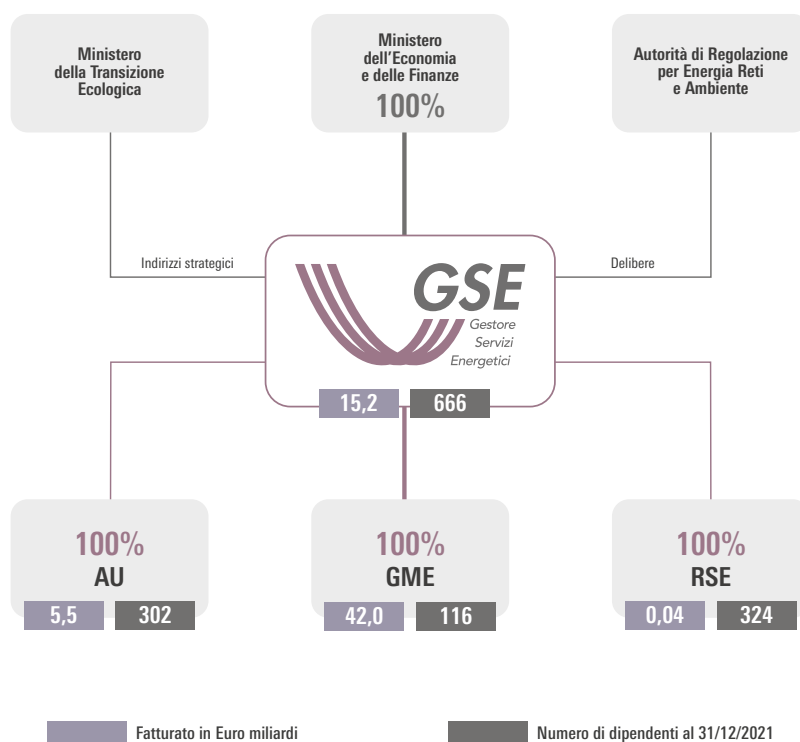 Ministero
della Transizione
Ecologica
Ministero
dell'Economia
e delle Finanze
100%
Autorità di Regolazione
per Energia Reti
e Ambiente
Indirizzi strategici
Delibere
GSE
Gestore
Servizi
Energetici
15,2 666
100%
AU
5,5 302
100%
GME
42,0 116
100%
RSE
0,04 324
Fatturato in Euro miliardi
Numero di dipendenti al 31/12/2021